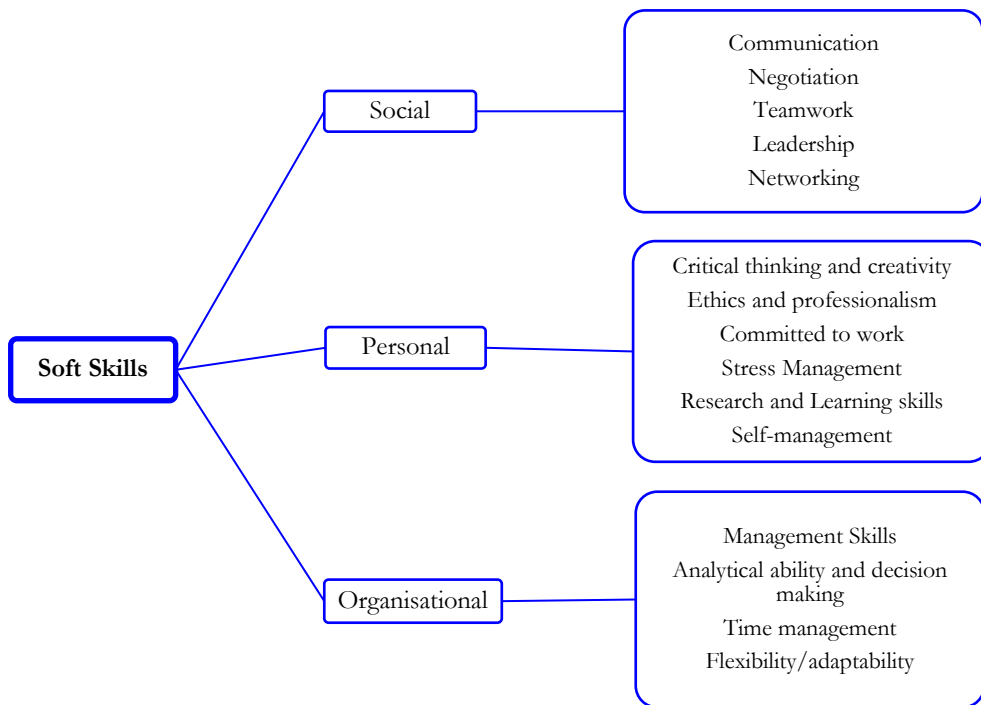 Soft Skills
Social
Communication
Negotiation
Teamwork
Leadership
Networking
Personal
Critical thinking and creativity
Ethics and professionalism
Committed to work
Stress Management
Research and Learning skills
Self-management
Organisational
Management Skills
Analytical ability and decision
making
Time management
Flexibility/adaptability